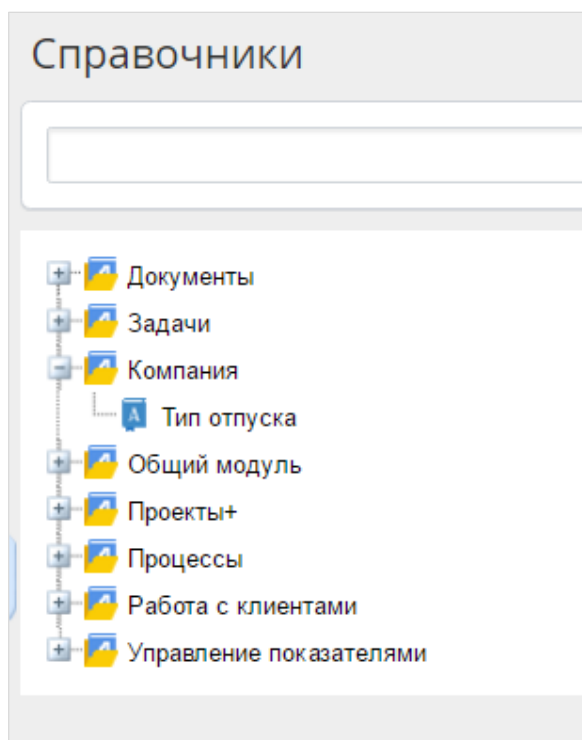 Справочники
Документы
Задачи
Компания
Тип отпуска
Общий модуль
Проекты+
Процессы
Работа с клиентами
Управление показателями